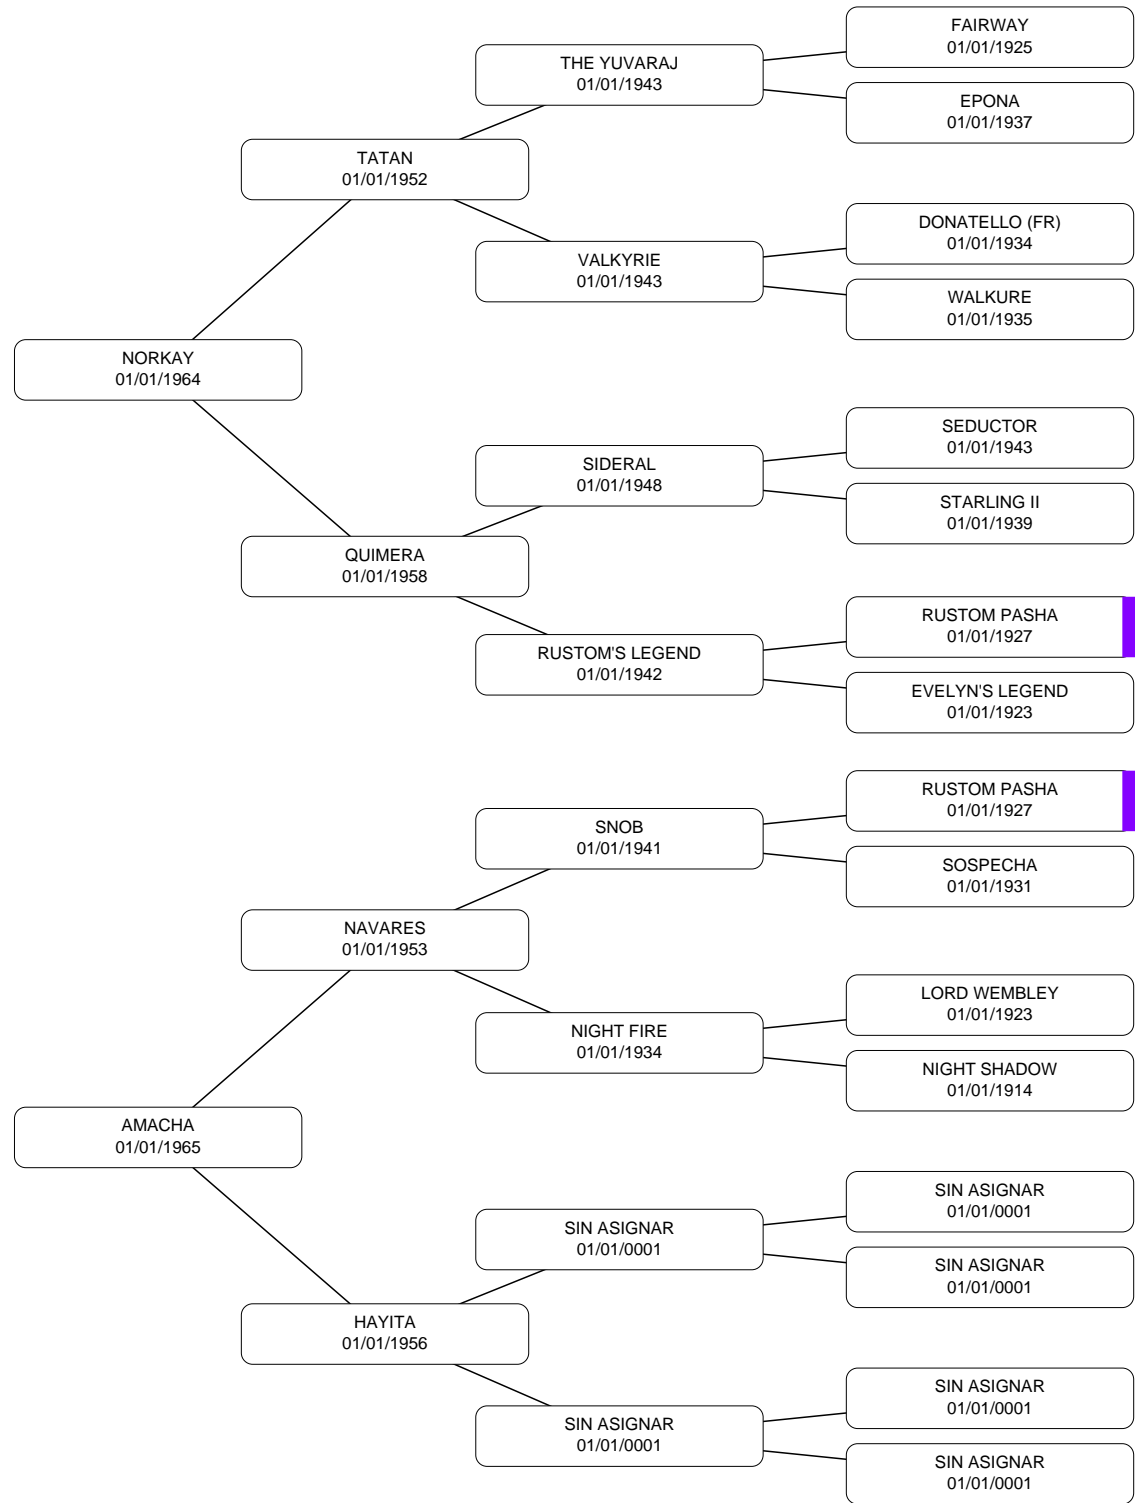 FAIRWAY
01/01/1925
THE YUVARAJ
01/01/1943
EPONA
01/01/1937
TATAN
01/01/1952
DONATELLO (FR)
01/01/1934
VALKYRIE
01/01/1943
WALKURE
01/01/1935
NORKAY
01/01/1964
SEDUCTOR
01/01/1943
SIDERAL
01/01/1948
STARLING II
01/01/1939
QUIMERA
01/01/1958
RUSTOM PASHA
01/01/1927
RUSTOM'S LEGEND
01/01/1942
EVELYN'S LEGEND
01/01/1923
RUSTOM PASHA
01/01/1927
SNOB
01/01/1941
SOSPECHA
01/01/1931
NAVARES
01/01/1953
LORD WEMBLEY
01/01/1923
NIGHT FIRE
01/01/1934
NIGHT SHADOW
01/01/1914
AMACHA
01/01/1965
SIN ASIGNAR
01/01/0001
SIN ASIGNAR
01/01/0001
SIN ASIGNAR
01/01/0001
HAYITA
01/01/1956
SIN ASIGNAR
01/01/0001
SIN ASIGNAR
01/01/0001
SIN ASIGNAR
01/01/0001